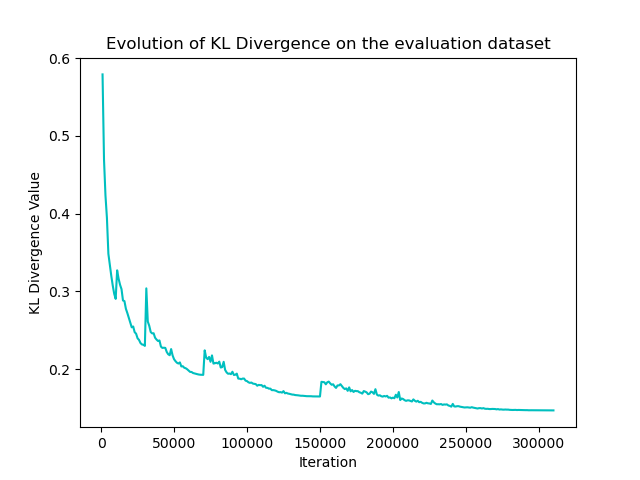 Evolution of KL Divergence on the evaluation dataset
0.6
0.5
0.4
0.3
0.2
KL Divergence Value
0 50000 100000 150000 200000 250000 300000
Iteration